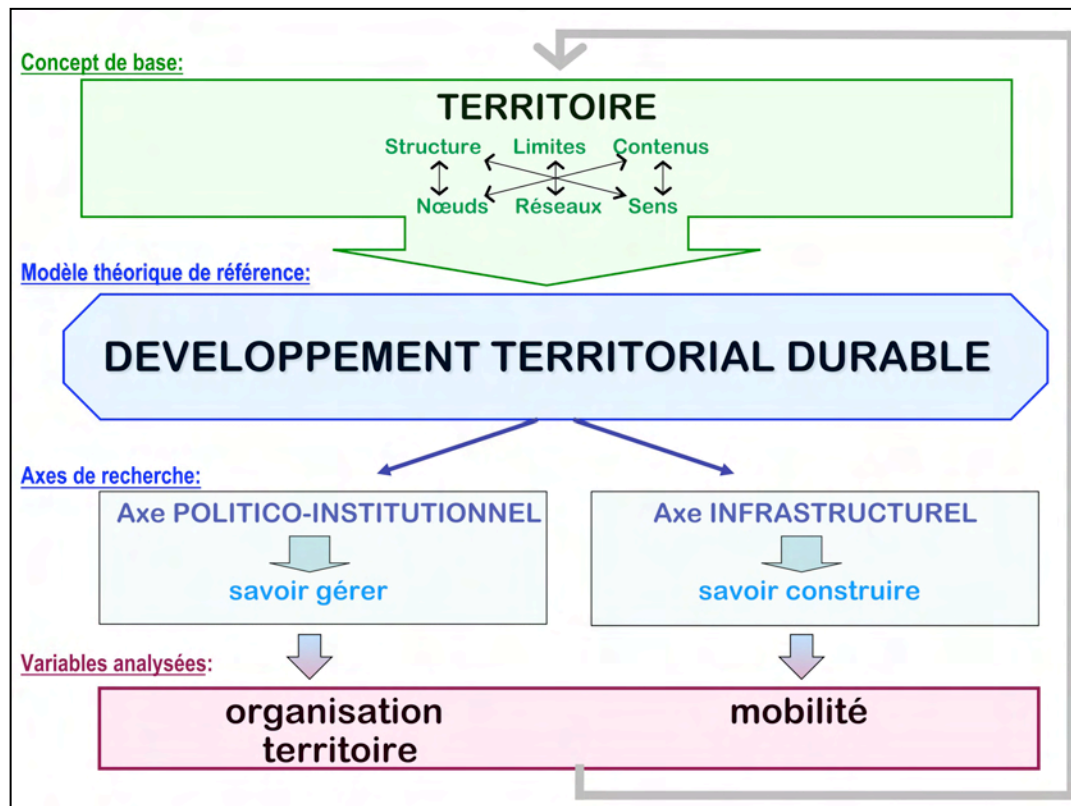 Concept de base:
TERRITOIRE
Structure Limites Contenus
Nœuds Réseaux Sens
Modèle théorique de référence:
DEVELOPPEMENT TERRITORIAL DURABLE
Axes de recherche:
Axe POLITICO-INSTITUTIONNEL
savoir gérer
Axe INFRASTRUCTUREL
savoir construire
Variables analysées:
organisation
territoire
mobilité